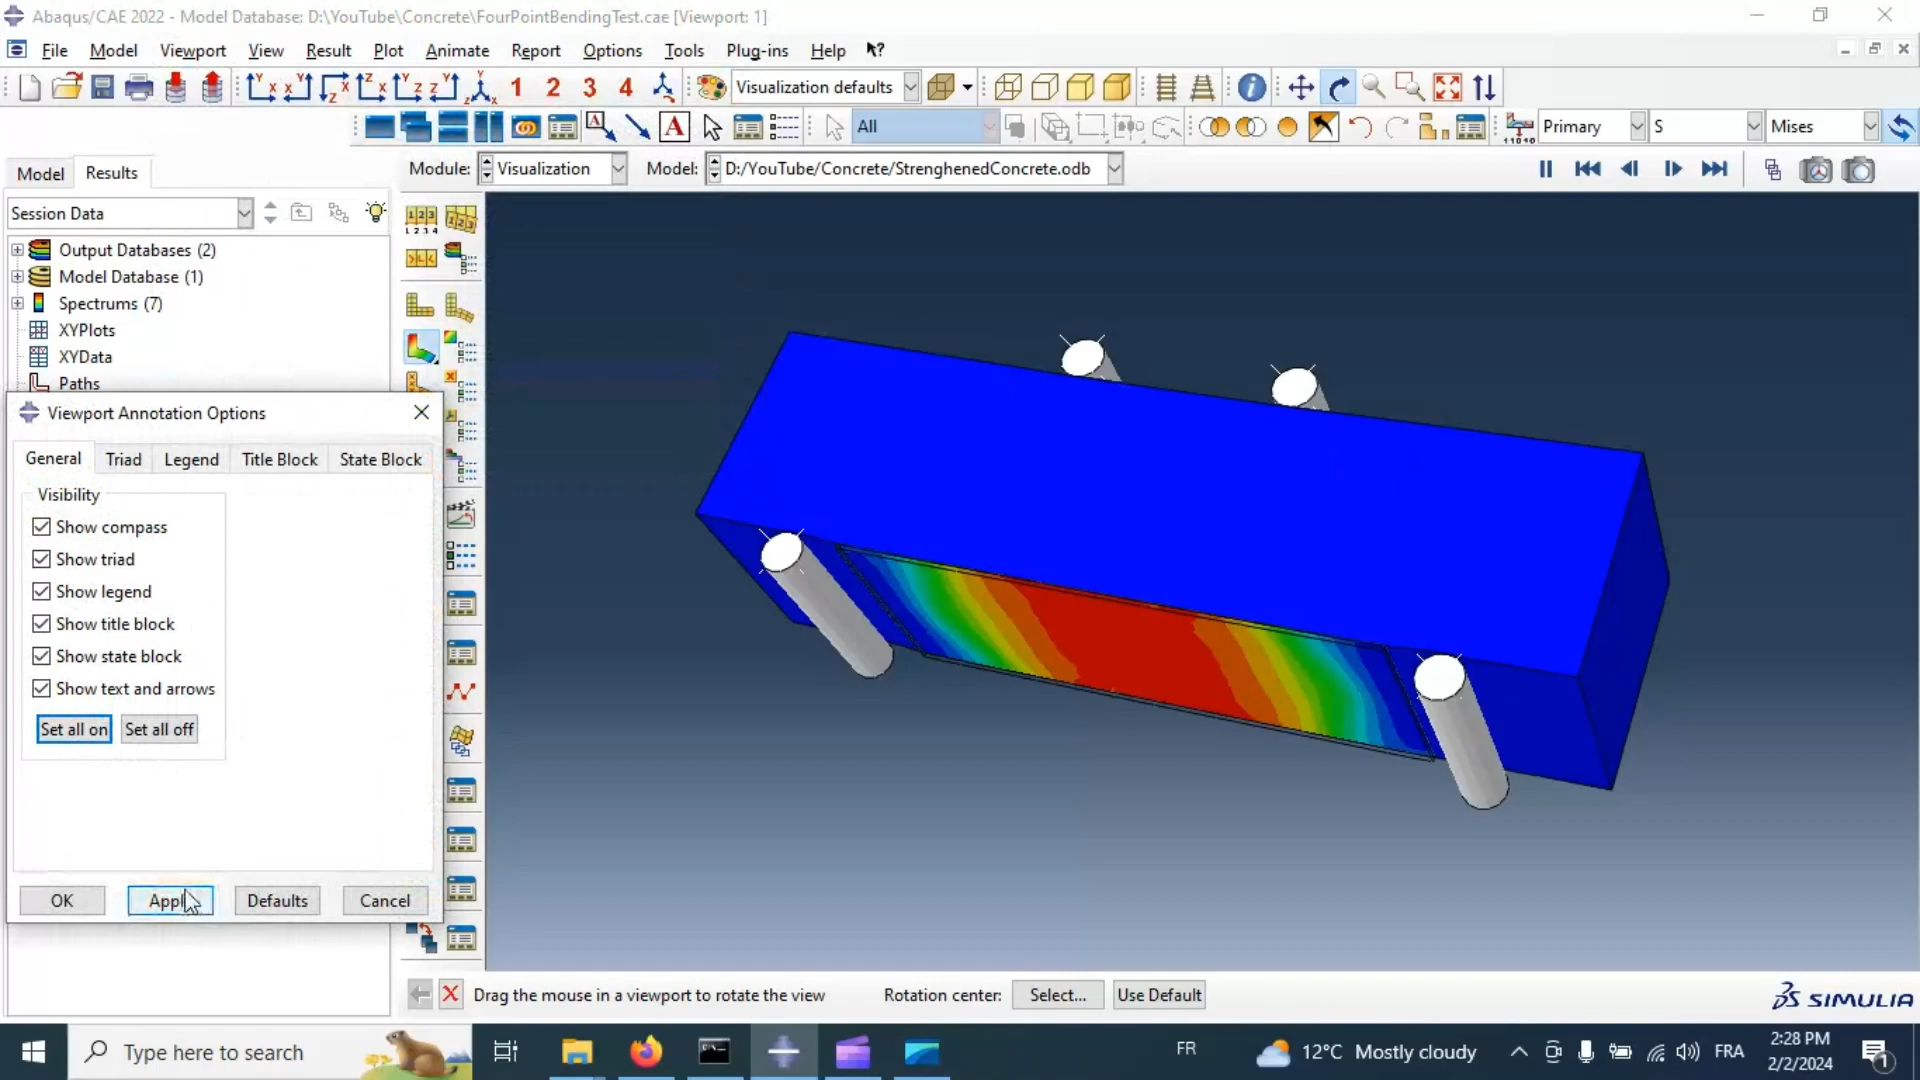 Abaqus/CAE 2022 - Model Database: D:\YouTube\Concrete\FourPointBendingTest.cae [Viewport: 1]
File Model Viewport View Result Plot Animate Report Options Tools Plug-ins Help
1 2 3 4 Visualization defaults
A All Primary S Mises
Model Results Module: Visualization Model: D:/YouTube/Concrete/StrenghenedConcrete.odb
Session Data
Output Databases (2)
Model Database (1)
Spectrums (7)
XYPlots
XYData
Paths
Viewport Annotation Options
General Triad Legend Title Block State Block
Visibility
Show compass
Show triad
Show legend
Show title block
Show state block
Show text and arrows
Set all on Set all off
OK Appl Defaults Cancel
Drag the mouse in a viewport to rotate the view Rotation center: Select... Use Default
SIMULIA
Type here to search
FR
12°C Mostly cloudy
FRA
2:28 PM
2/2/2024
1